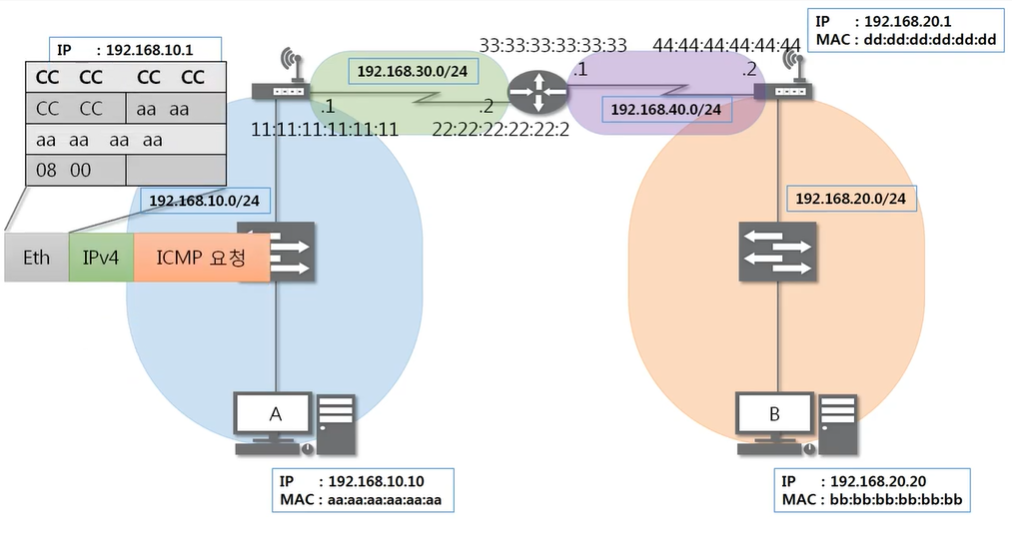 IP : 192.168.10.1
CC CC CC CC
CC CC aa aa
aa aa aa aa
08 00
192.168.10.0/24
Eth IPv4 ICMP 요청
192.168.30.0/24
.1 .2
11:11:11:11:11:11 22:22:22:22:22:2
33:33:33:33:33:33 44:44:44:44:44:44
.1 .2
192.168.40.0/24
IP : 192.168.20.1
MAC : dd:dd:dd:dd:dd:dd
192.168.20.0/24
A
IP : 192.168.10.10
MAC : aa:aa:aa:aa:aa:aa
B
IP : 192.168.20.20
MAC : bb:bb:bb:bb:bb:bb